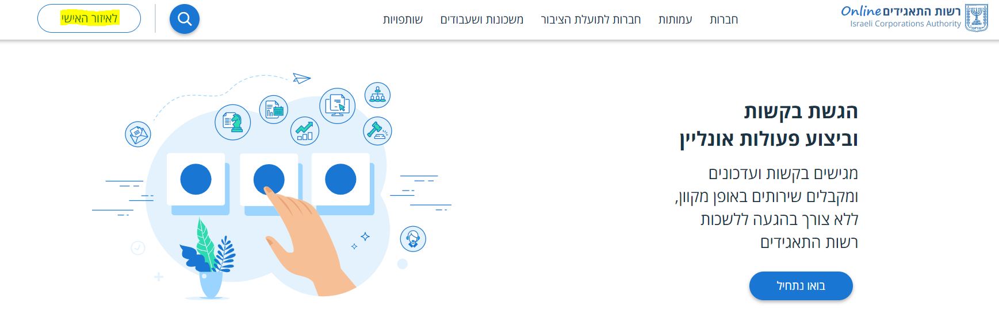 רשות התאגידים Online
Israeli Corporations Authority
חברות
עמותות
חברות לתועלת הציבור
משכונות ושעבודים
שותפויות
לאיזור האישי
הגשת בקשות
וביצוע פעולות אונליין
מגישים בקשות ועדכונים
ומקבלים שירותים באופן מקוון,
ללא צורך בהגעה ללשכות
רשות התאגידים
בואו נתחיל